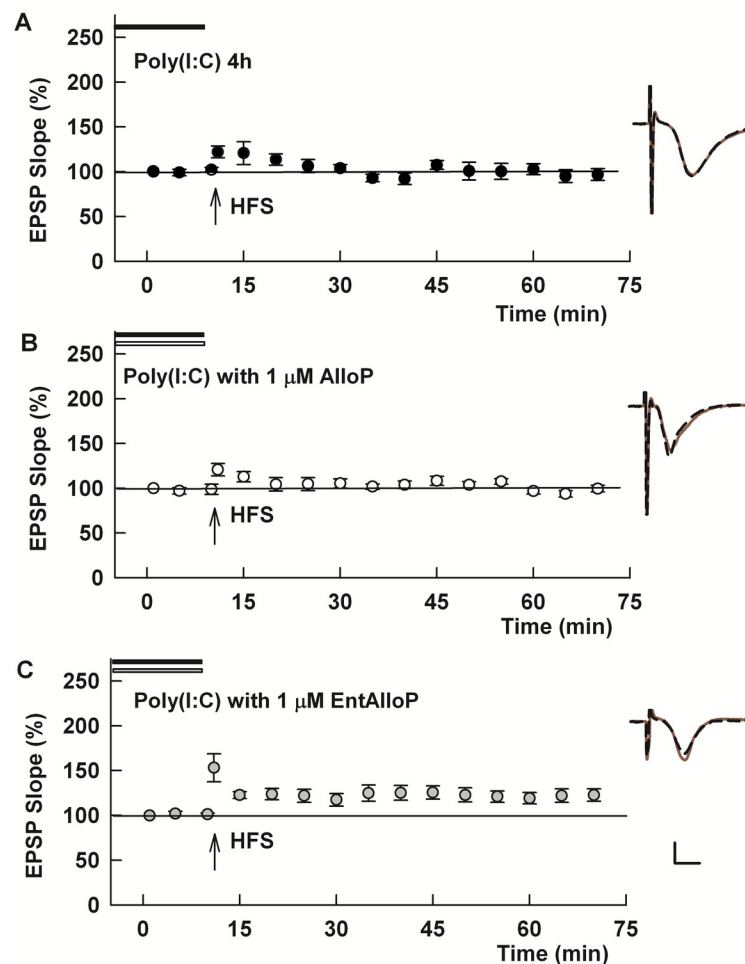 A
250
Poly(I:C) 4h
200
150
100
50
0
HFS
EPSP Slope (%)
0 15 30 45 60 75
Time (min)
B
250
Poly(I:C) with 1 μM AlloP
200
150
100
50
0
HFS
EPSP Slope (%)
0 15 30 45 60 75
Time (min)
C
250
Poly(I:C) with 1 μM EntAlloP
200
150
100
50
0
HFS
EPSP Slope (%)
0 15 30 45 60 75
Time (min)